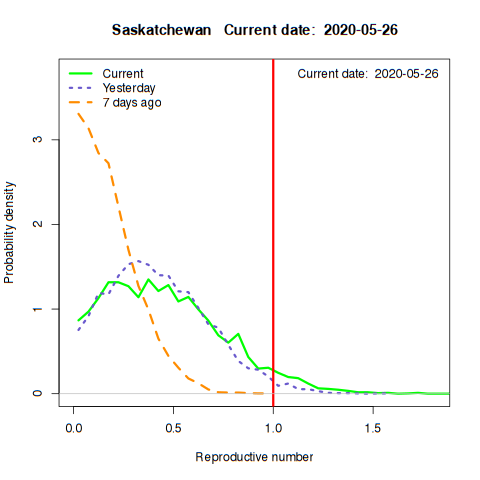 Saskatchewan   Current date:  2020-05-26
Current
Yesterday
7 days ago
Current date:  2020-05-26
Probability density
3
2
1
0
0.0
0.5
1.0
1.5
Reproductive number